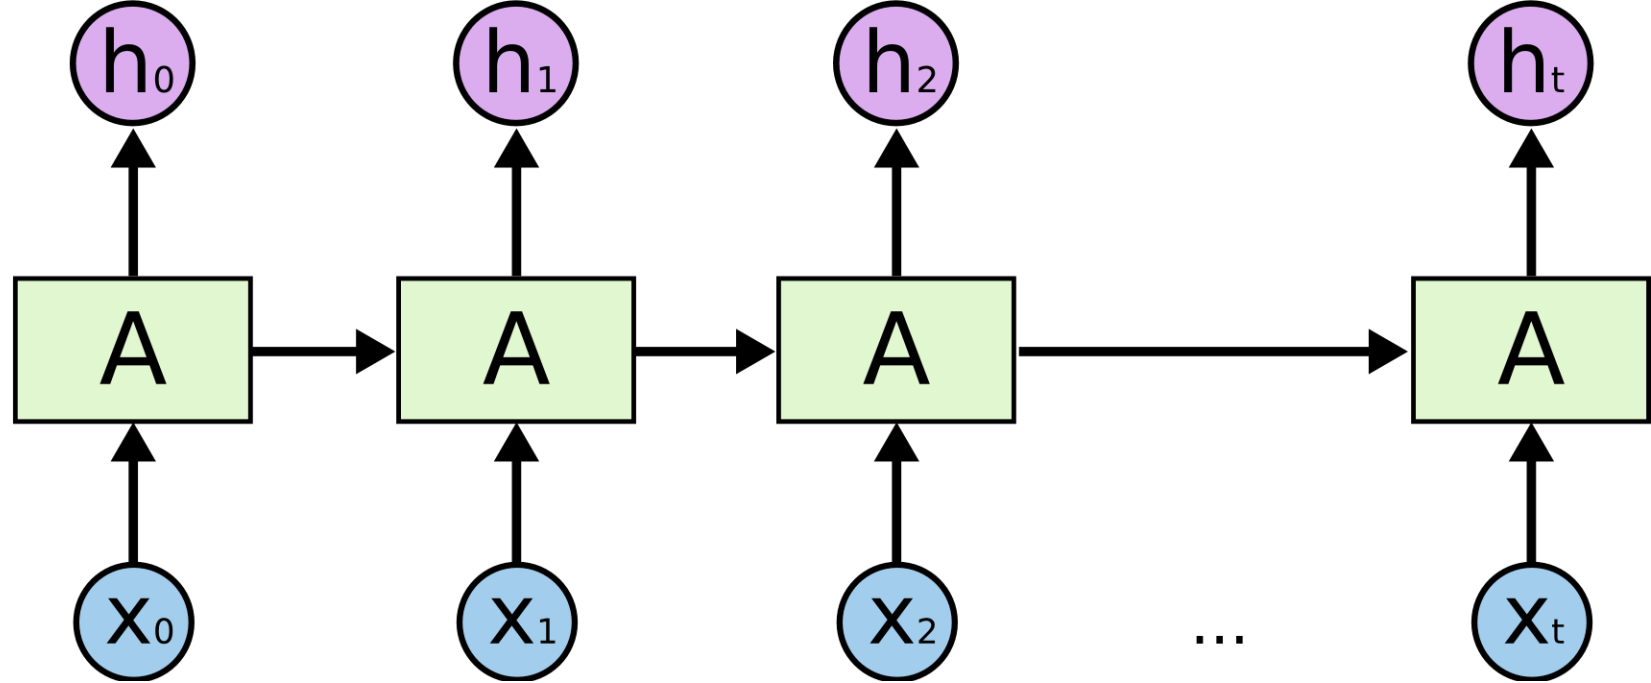 h₀ h₁ h₂ hₜ
A A A A
x₀ x₁ x₂ ... xₜ